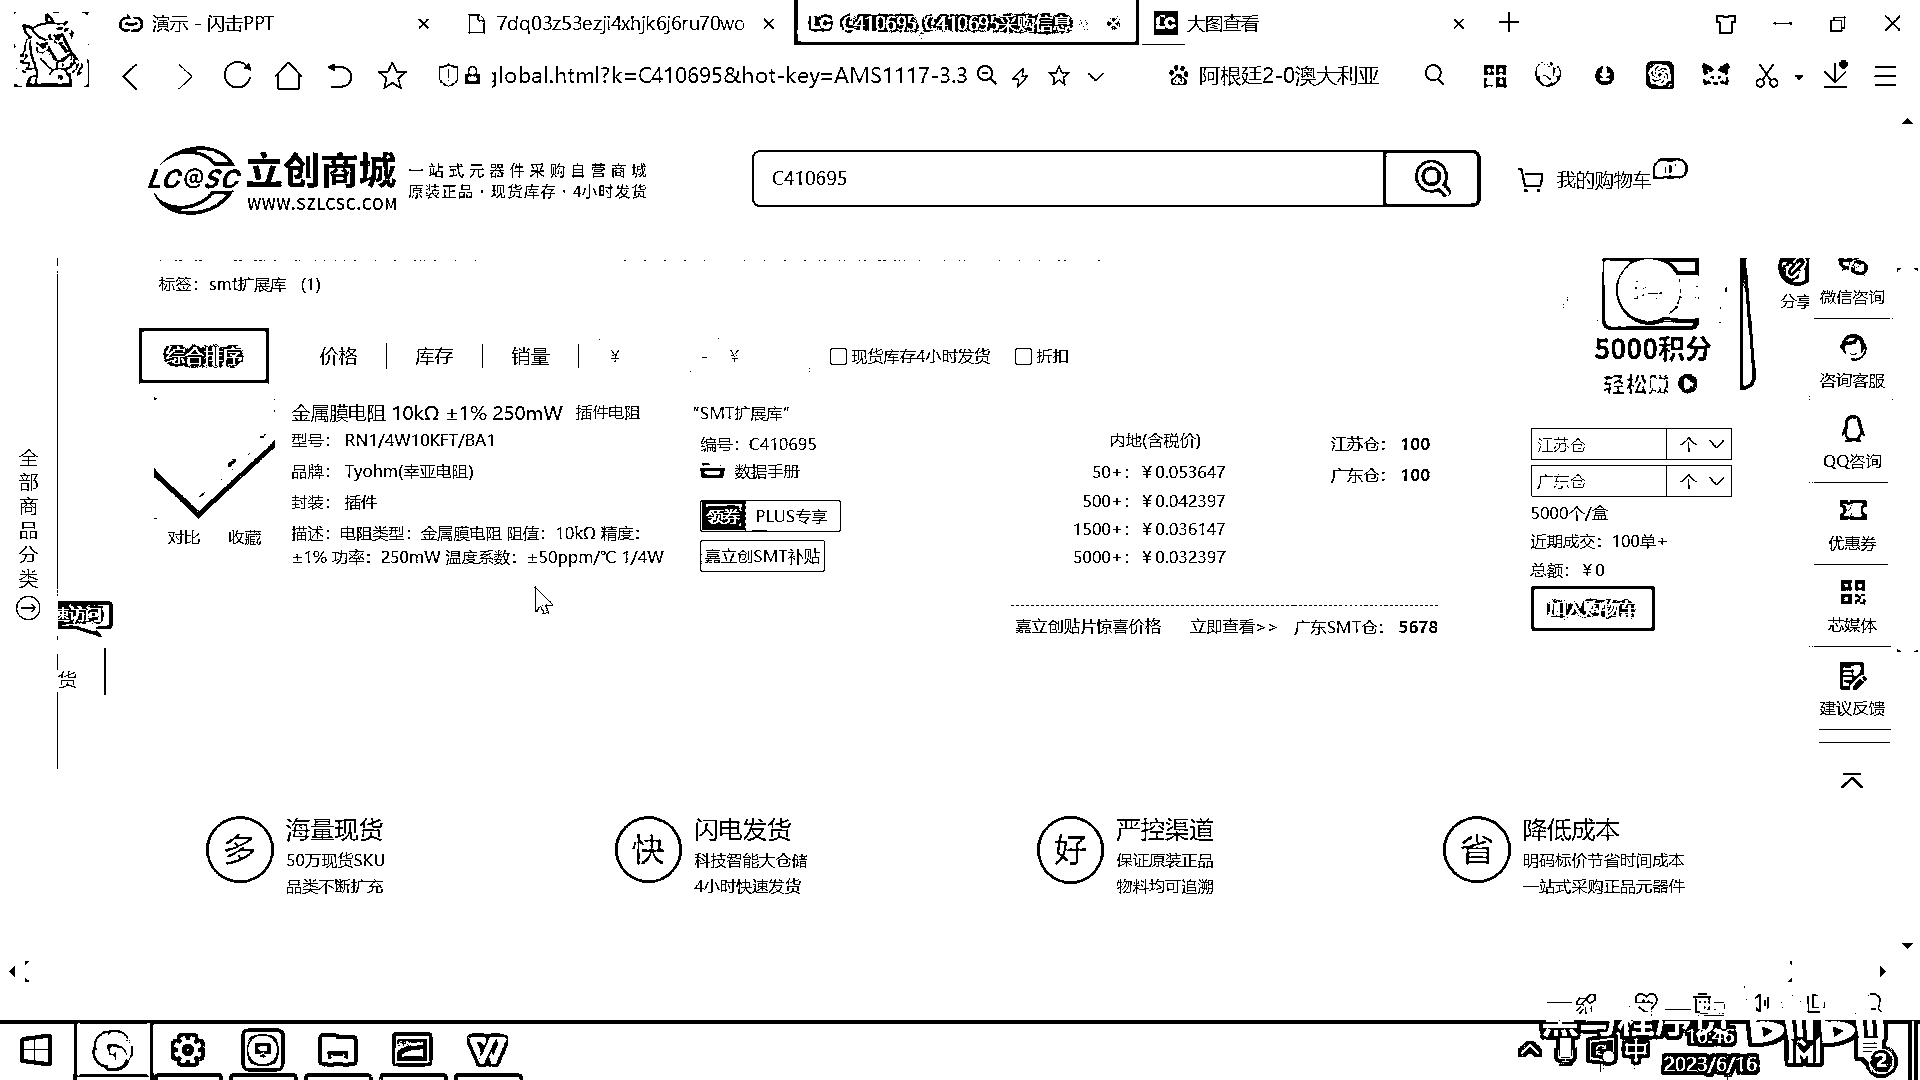 演示 - 闪击PPT
7dq03z53ezji4xhjk6j6ru70wo
C410695,C410695采购信息
大图查看
global.html?k=C410695&hot-key=AMS1117-3.3
阿根廷2-0澳大利亚
LC@SC 立创商城
WWW.SZLCSC.COM
一站式元器件采购自营商城
原装正品·现货库存·4小时发货
C410695
我的购物车
标签：smt扩展库 (1)
综合排序
价格
库存
销量
¥ - ¥
现货库存4小时发货
折扣
5000积分
轻松赚
分享
微信咨询
咨询客服
QQ咨询
优惠券
芯媒体
建议反馈
全部商品分类
速访问
货
金属膜电阻 10kΩ ±1% 250mW 插件电阻
型号： RN1/4W10KFT/BA1
品牌： Tyohm(幸亚电阻)
封装： 插件
描述：电阻类型：金属膜电阻 阻值：10kΩ 精度：
±1% 功率：250mW 温度系数：±50ppm/℃ 1/4W
对比 收藏
"SMT扩展库"
编号：C410695
数据手册
领券 PLUS专享
嘉立创SMT补贴
内地(含税价)
50+：￥0.053647
500+：￥0.042397
1500+：￥0.036147
5000+：￥0.032397
江苏仓： 100
广东仓： 100
嘉立创贴片惊喜价格 立即查看>> 广东SMT仓： 5678
江苏仓 个
广东仓 个
5000个/盒
近期成交：100单+
总额：￥0
加入购物车
多
海量现货
50万现货SKU
品类不断扩充
快
闪电发货
科技智能大仓储
4小时快速发货
好
严控渠道
保证原装正品
物料均可追溯
省
降低成本
明码标价节省时间成本
一站式采购正品元器件
中
16:46
2023/6/16
2